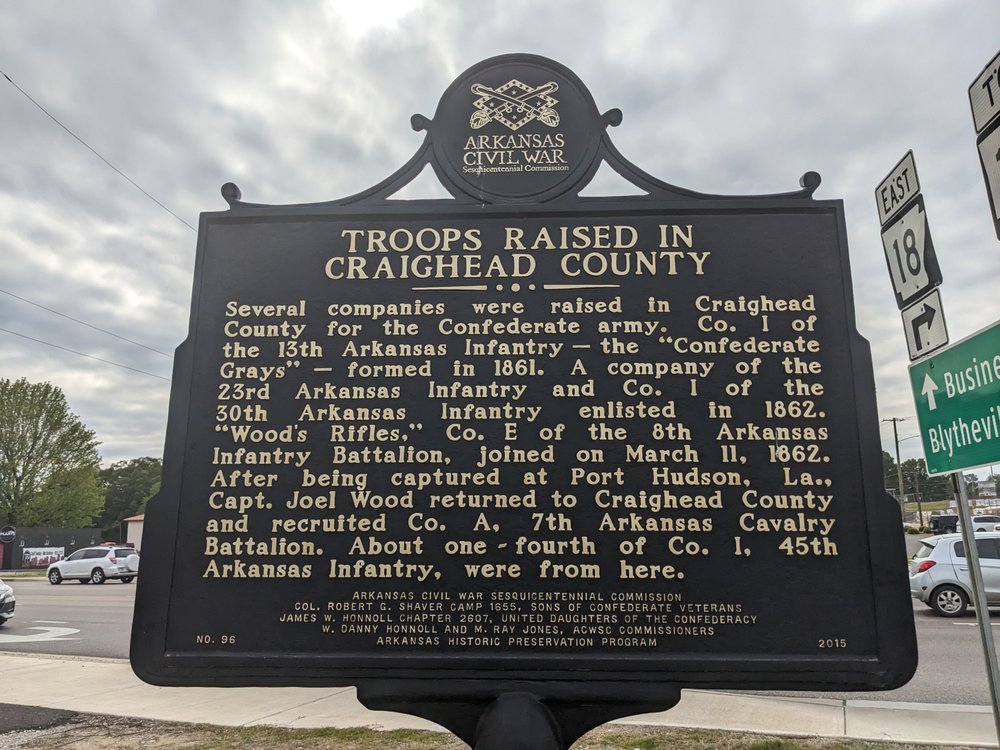 ARKANSAS
CIVIL WAR
Sesquicentennial Commission
TROOPS RAISED IN
CRAIGHEAD COUNTY
Several companies were raised in Craighead
County for the Confederate army. Co. I of
the 13th Arkansas Infantry — the "Confederate
Grays" — formed in 1861. A company of the
23rd Arkansas Infantry and Co. I of the
30th Arkansas Infantry enlisted in 1862.
"Wood's Rifles," Co. E of the 8th Arkansas
Infantry Battalion, joined on March 11, 1862.
After being captured at Port Hudson, La.,
Capt. Joel Wood returned to Craighead County
and recruited Co. A, 7th Arkansas Cavalry
Battalion. About one-fourth of Co. I, 45th
Arkansas Infantry, were from here.
ARKANSAS CIVIL WAR SESQUICENTENNIAL COMMISSION
COL. ROBERT G. SHAVER CAMP 1655, SONS OF CONFEDERATE VETERANS
JAMES W. HONNOLL CHAPTER 2607, UNITED DAUGHTERS OF THE CONFEDERACY
W. DANNY HONNOLL AND M. RAY JONES, ACWSC COMMISSIONERS
ARKANSAS HISTORIC PRESERVATION PROGRAM
NO. 96
2015
EAST
18
Busine
Blythevil